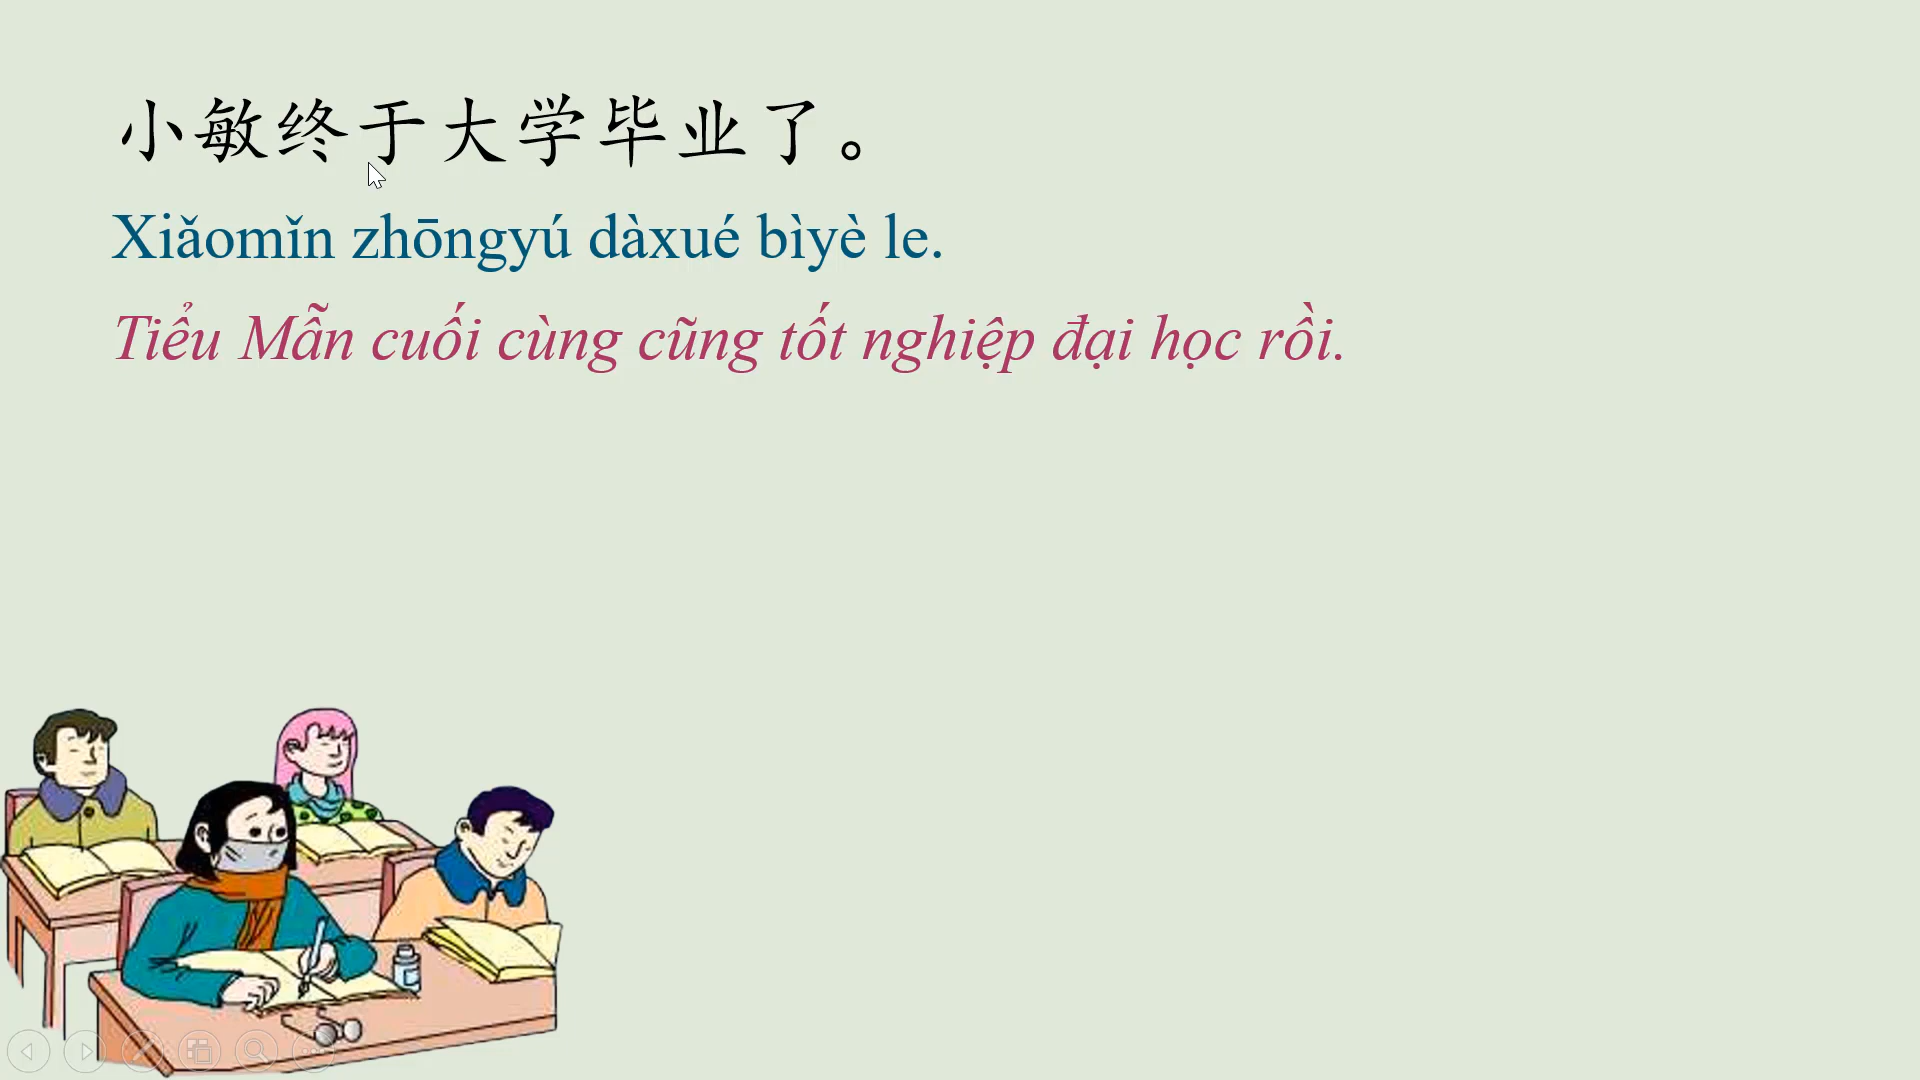 小敏终于大学毕业了。
Xiǎomǐn zhōngyú dàxué bìyè le.
Tiểu Mẫn cuối cùng cũng tốt nghiệp đại học rồi.